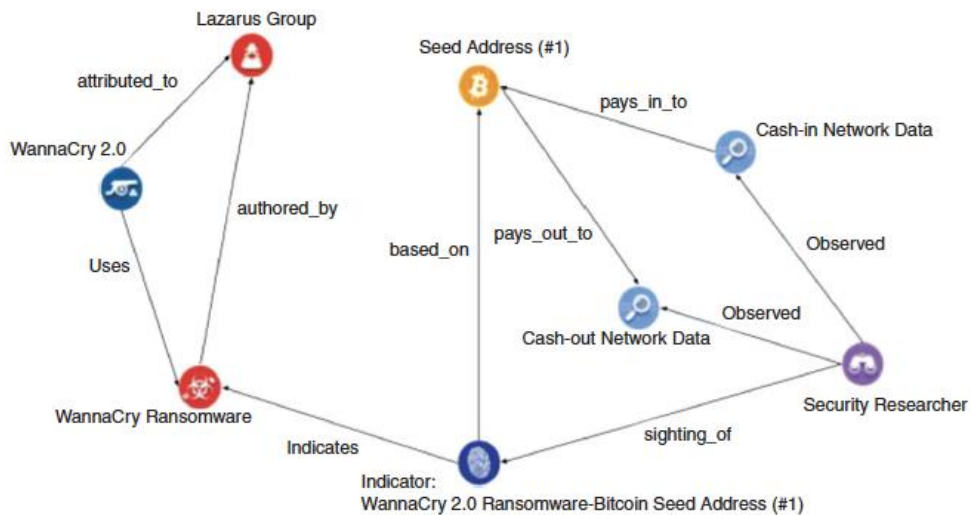 Lazarus Group
Seed Address (#1)
attributed_to
pays_in_to
Cash-in Network Data
WannaCry 2.0
authored_by
pays_out_to
based_on
Observed
Uses
Observed
Cash-out Network Data
WannaCry Ransomware
Security Researcher
sighting_of
Indicates
Indicator:
WannaCry 2.0 Ransomware-Bitcoin Seed Address (#1)